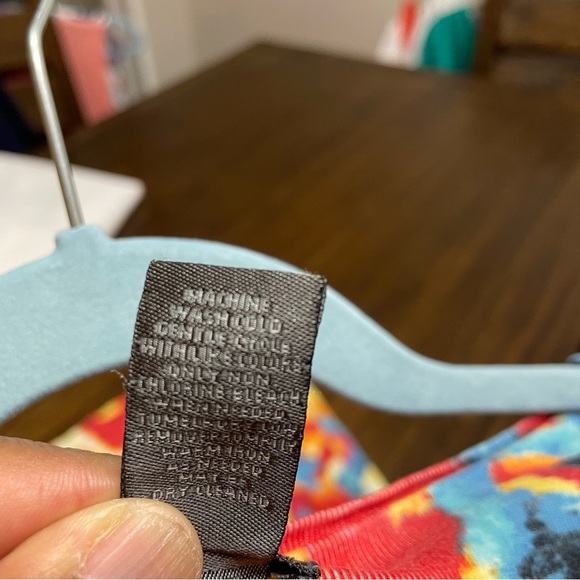 MACHINE
WASH COLD
GENTLE CYCLE
WITH LIKE COLORS
ONLY NON
CHLORINE BLEACH
WHEN NEEDED
TUMBLE DRY LOW
REMOVE PROMPTLY
WARM IRON
AS NEEDED
MAY BE
DRY CLEANED